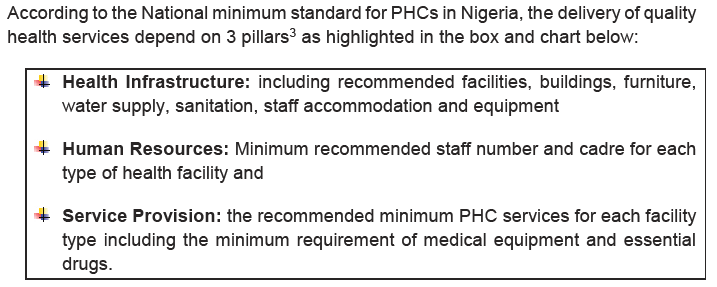 According to the National minimum standard for PHCs in Nigeria, the delivery of quality
health services depend on 3 pillars³ as highlighted in the box and chart below:
Health Infrastructure: including recommended facilities, buildings, furniture,
water supply, sanitation, staff accommodation and equipment
Human Resources: Minimum recommended staff number and cadre for each
type of health facility and
Service Provision: the recommended minimum PHC services for each facility
type including the minimum requirement of medical equipment and essential
drugs.